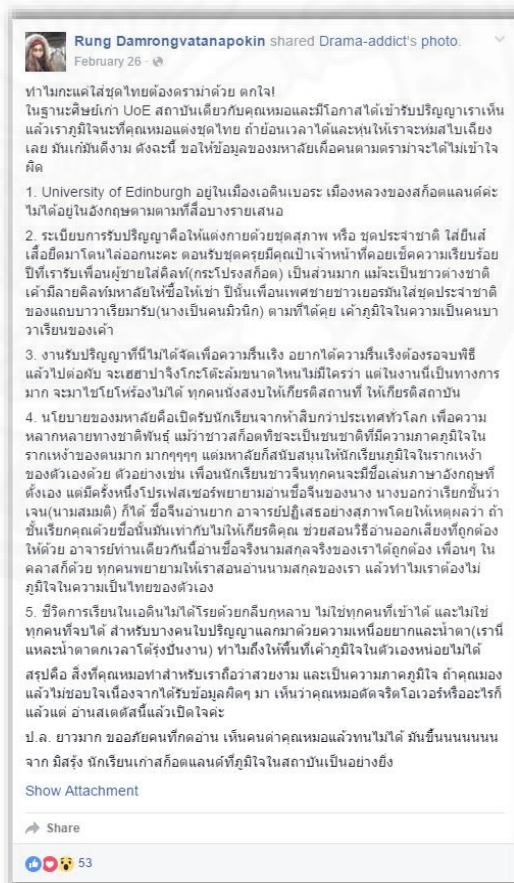 Rung Damrongvatanapokin shared Drama-addict's photo.
February 26
ทำไมกะแค่ใส่ชุดไทยต้องดราม่าด้วย ตกใจ!
ในฐานะศิษย์เก่า UoE สถาบันเดียวกับคุณหมอและมีโอกาสได้เข้ารับปริญญาเราเห็น
แล้วเราภูมิใจนะที่คุณหมอแต่งชุดไทย ถ้าย้อนเวลาได้และหุ่นให้เราจะห่มสไบเฉียง
เลย มันเก๋มันดีงาม ดังฉะนี้ ขอให้ข้อมูลของมหาลัยเผื่อคนตามดราม่าจะได้ไม่เข้าใจ
ผิด
1. University of Edinburgh อยู่ในเมืองเอดินเบอระ เมืองหลวงของสก็อตแลนด์ค่ะ
ไม่ได้อยู่ในอังกฤษตามตามที่สื่อบางรายเสนอ
2. ระเบียบการรับปริญญาคือให้แต่งกายด้วยชุดสุภาพ หรือ ชุดประจำชาติ ใส่ยีนส์
เสื้อยืดมาโดนไล่ออกนะคะ ตอนรับชุดครุยมีคุณป้าเจ้าหน้าที่คอยเช็คความเรียบร้อย
ปีที่เรารับเพื่อนผู้ชายใส่คิลท์(กระโปรงสก็อต) เป็นส่วนมาก แม้จะเป็นชาวต่างชาติ
เค้ามีลายคิลท์มหาลัยให้ซื้อให้เช่า ปีนั้นเพื่อนเพศชายชาวเยอรมันใส่ชุดประจำชาติ
ของแถบบาวาเรียมารับ(นางเป็นคนมิวนิก) ตามที่ได้คุย เค้าภูมิใจในความเป็นคนบา
วาเรียนของเค้า
3. งานรับปริญญาที่นี่ไม่ได้จัดเพื่อความรื่นเริง อยากได้ความรื่นเริงต้องรอจบพิธี
แล้วไปต่อผับ จะเฮฮาปาจิงโกะโต๊ะล้มขนาดไหนไม่มีใครว่า แต่ในงานนี้เป็นทางการ
มาก จะมาไชโยโห่ร้องไม่ได้ ทุกคนนั่งสงบให้เกียรติสถานที่ ให้เกียรติสถาบัน
4. นโยบายของมหาลัยคือเปิดรับนักเรียนจากห้าสิบกว่าประเทศทั่วโลก เพื่อความ
หลากหลายทางชาติพันธุ์ แม้ว่าชาวสก็อตทิชจะเป็นชนชาติที่มีความภาคภูมิใจใน
รากเหง้าของตนมาก มากๆๆๆๆ แต่มหาลัยก็สนับสนุนให้นักเรียนภูมิใจในรากเหง้า
ของตัวเองด้วย ตัวอย่างเช่น เพื่อนนักเรียนชาวจีนทุกคนจะมีชื่อเล่นภาษาอังกฤษที่
ตั้งเอง แต่มีครั้งหนึ่งโปรเฟสเซอร์พยายามอ่านชื่อจีนของนาง นางบอกว่าเรียกชั้นว่า
เจน(นามสมมติ) ก็ได้ ชื่อจีนอ่านยาก อาจารย์ปฏิเสธอย่างสุภาพโดยให้เหตุผลว่า ถ้า
ชั้นเรียกคุณด้วยชื่อนั้นมันเท่ากับไม่ให้เกียรติคุณ ช่วยสอนวิธีอ่านออกเสียงที่ถูกต้อง
ให้ด้วย อาจารย์ท่านเดียวกันนี้อ่านชื่อจริงนามสกุลจริงของเราได้ถูกต้อง เพื่อนๆ ใน
คลาสก็ด้วย ทุกคนพยายามให้เราสอนอ่านนามสกุลของเรา แล้วทำไมเราต้องไม่
ภูมิใจในความเป็นไทยของตัวเอง
5. ชีวิตการเรียนในเอดินไม่ได้โรยด้วยกลีบกุหลาบ ไม่ใช่ทุกคนที่เข้าได้ และไม่ใช่
ทุกคนที่จบได้ สำหรับบางคนใบปริญญาแลกมาด้วยความเหนื่อยยากและน้ำตา(เรานี่
แหละน้ำตาตกเวลาโต้รุ่งปั่นงาน) ทำไมถึงให้พื้นที่เค้าภูมิใจในตัวเองหน่อยไม่ได้
สรุปคือ สิ่งที่คุณหมอทำสำหรับเราถือว่าสวยงาม และเป็นความภาคภูมิใจ ถ้าคุณมอง
แล้วไม่ชอบใจเนื่องจากได้รับข้อมูลผิดๆ มา เห็นว่าคุณหมอดัดจริตโอเวอร์หรืออะไรก็
แล้วแต่ อ่านสเตตัสนี้แล้วเปิดใจค่ะ
ป.ล. ยาวมาก ขออภัยคนที่กดอ่าน เห็นคนด่าคุณหมอแล้วทนไม่ได้ มันขึ้นนนนนนน
จาก มิสรุ้ง นักเรียนเก่าสก็อตแลนด์ที่ภูมิใจในสถาบันเป็นอย่างยิ่ง
Show Attachment
Share
53